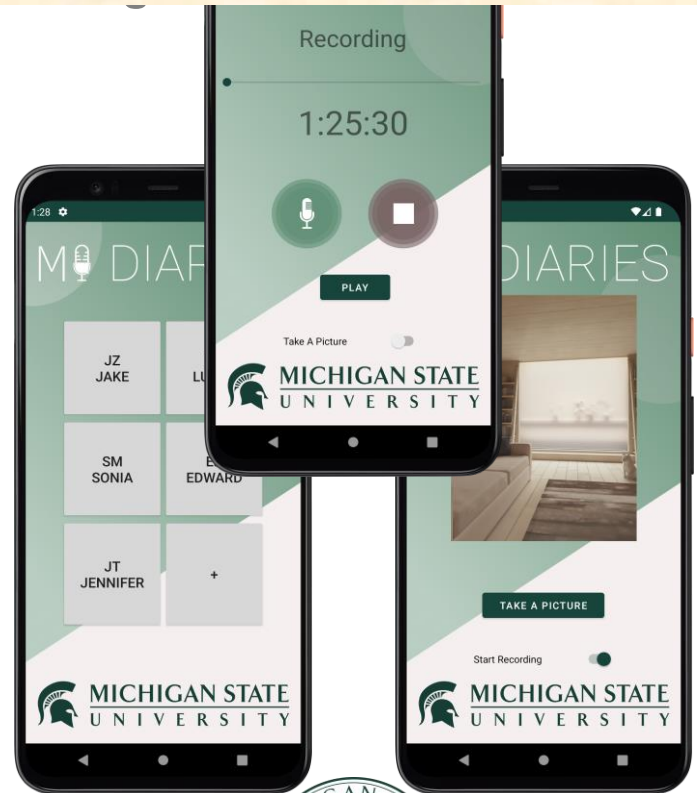 Recording
1:25:30
PLAY
Take A Picture
MICHIGAN STATE
UNIVERSITY
1:28
JZ
JAKE
SM
SONIA
EDWARD
JT
JENNIFER
+
MICHIGAN STATE
UNIVERSITY
DIARIES
TAKE A PICTURE
Start Recording
MICHIGAN STATE
UNIVERSITY